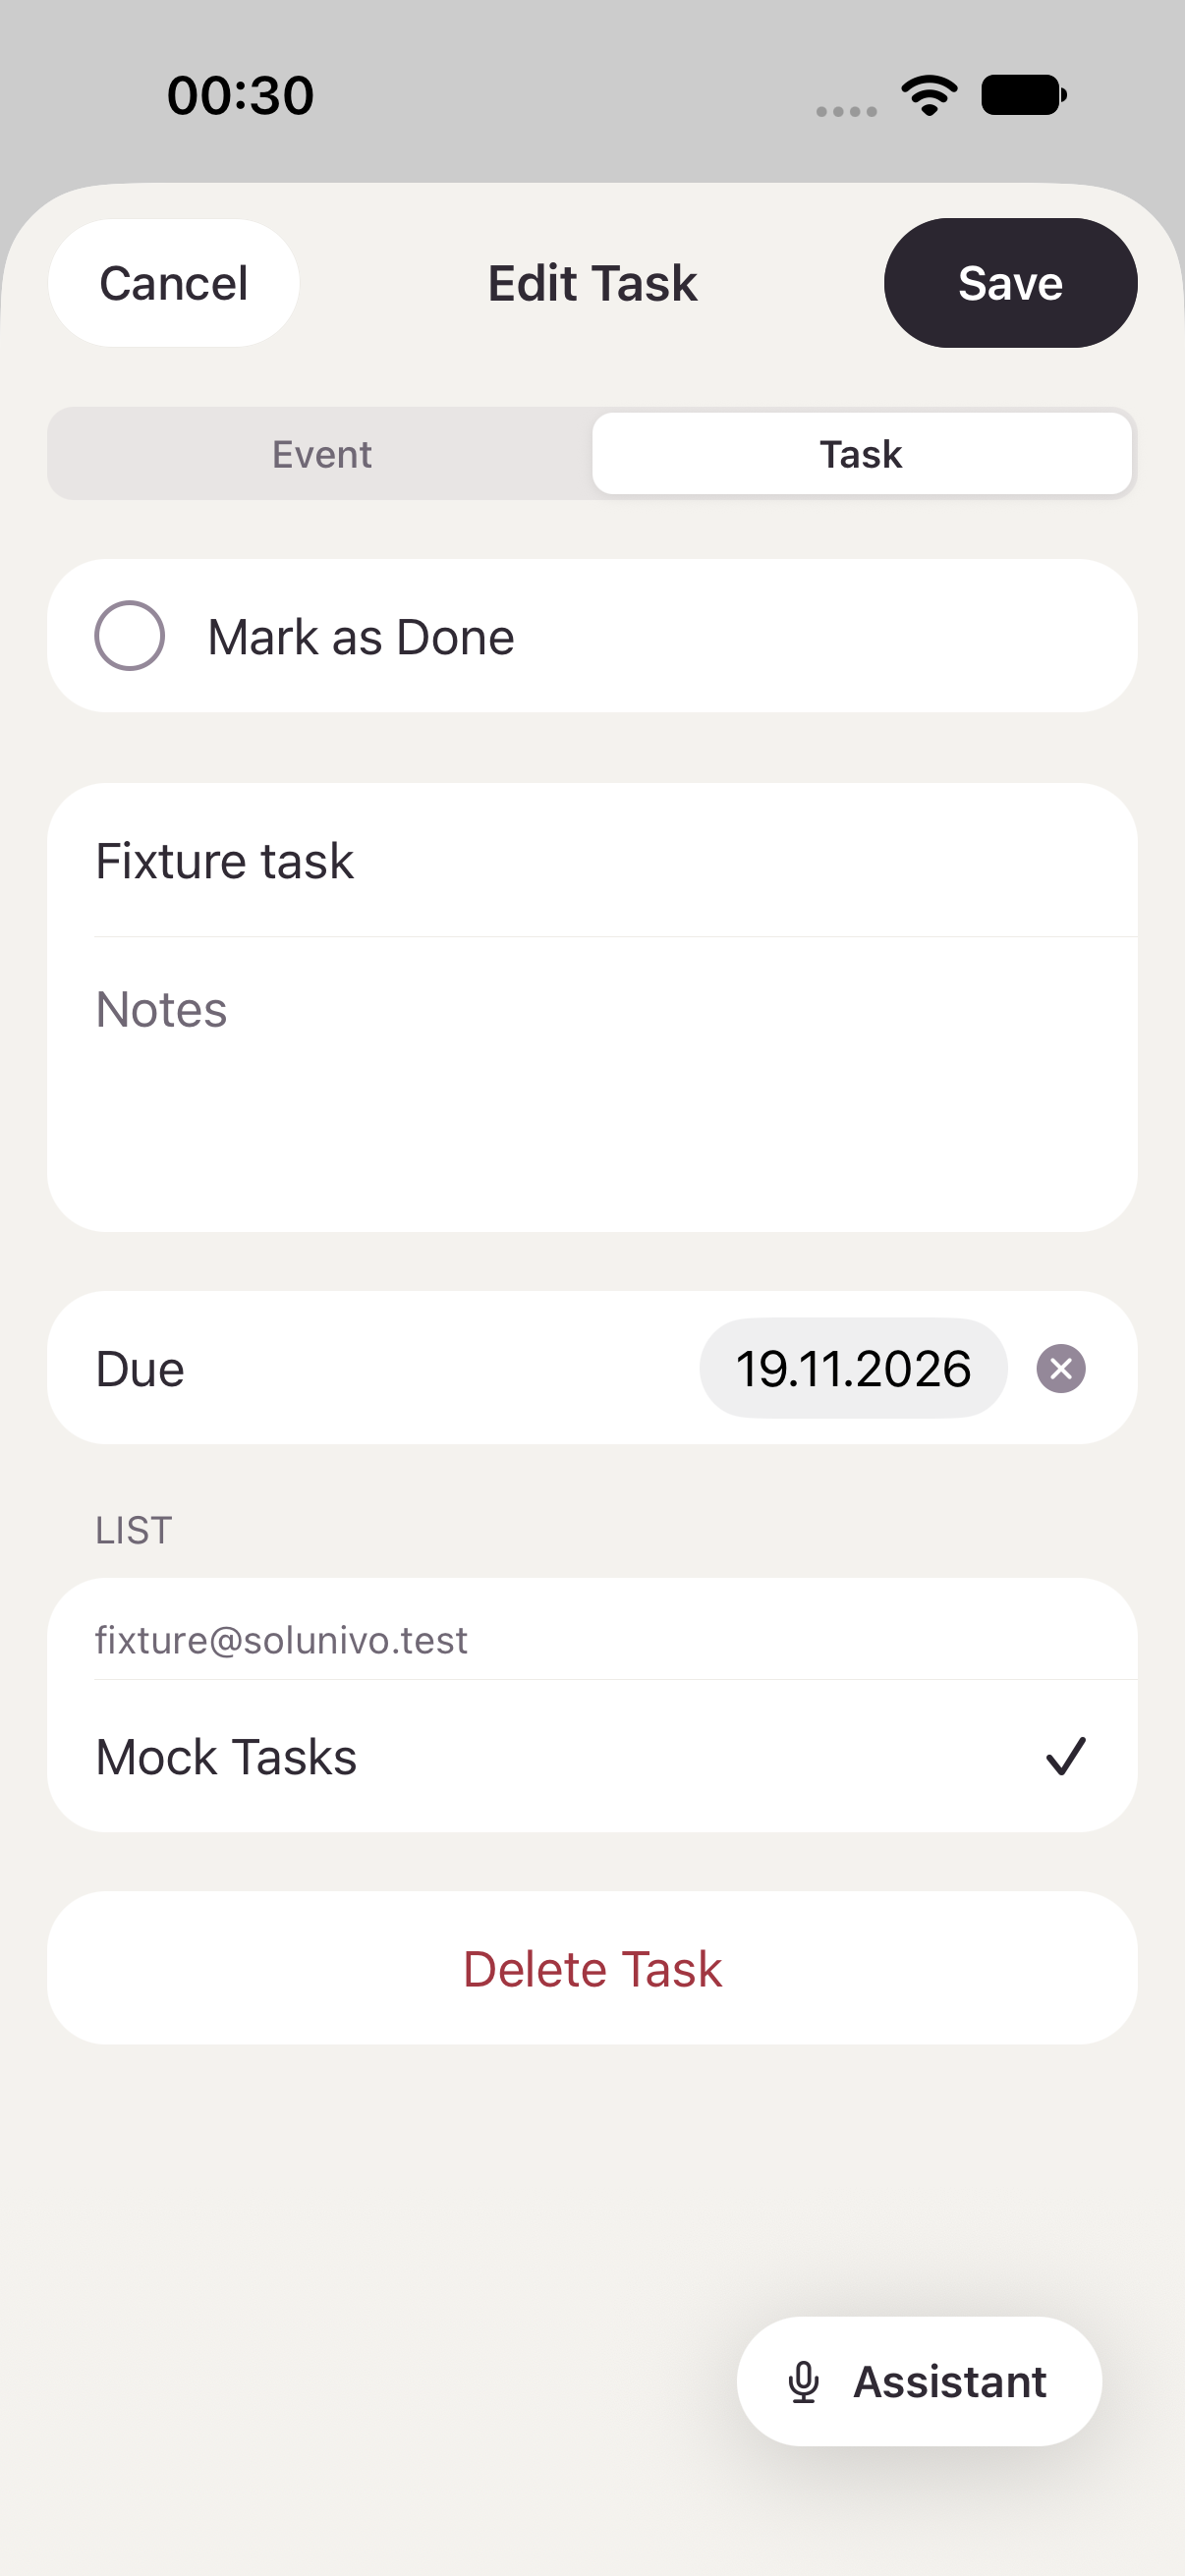 00:30
Cancel
Edit Task
Save
Event
Task
Mark as Done
Fixture task
Notes
Due
19.11.2026
LIST
fixture@solunivo.test
Mock Tasks
Delete Task
Assistant